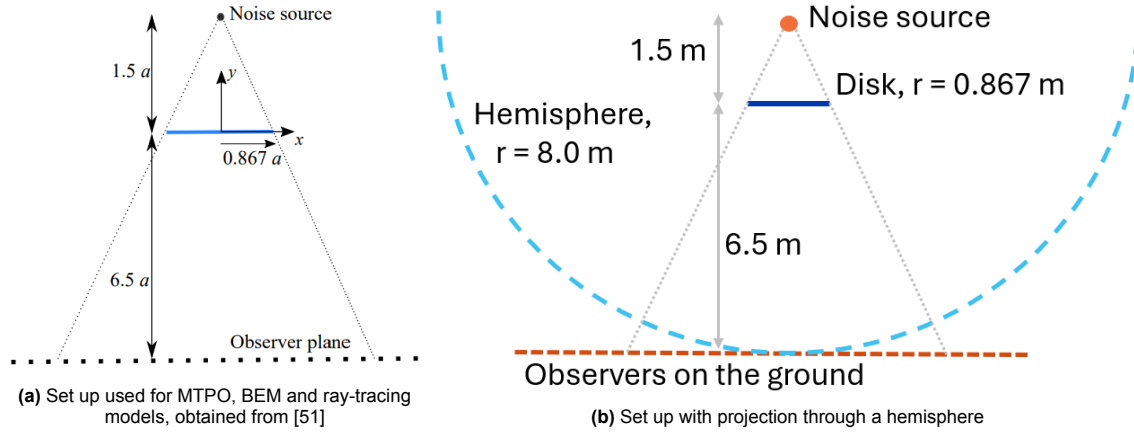 Noise source
1.5 a
y
x
0.867 a
6.5 a
Observer plane
(a) Set up used for MTPO, BEM and ray-tracing
models, obtained from [51]
Noise source
1.5 m
Disk, r = 0.867 m
Hemisphere,
r = 8.0 m
6.5 m
Observers on the ground
(b) Set up with projection through a hemisphere